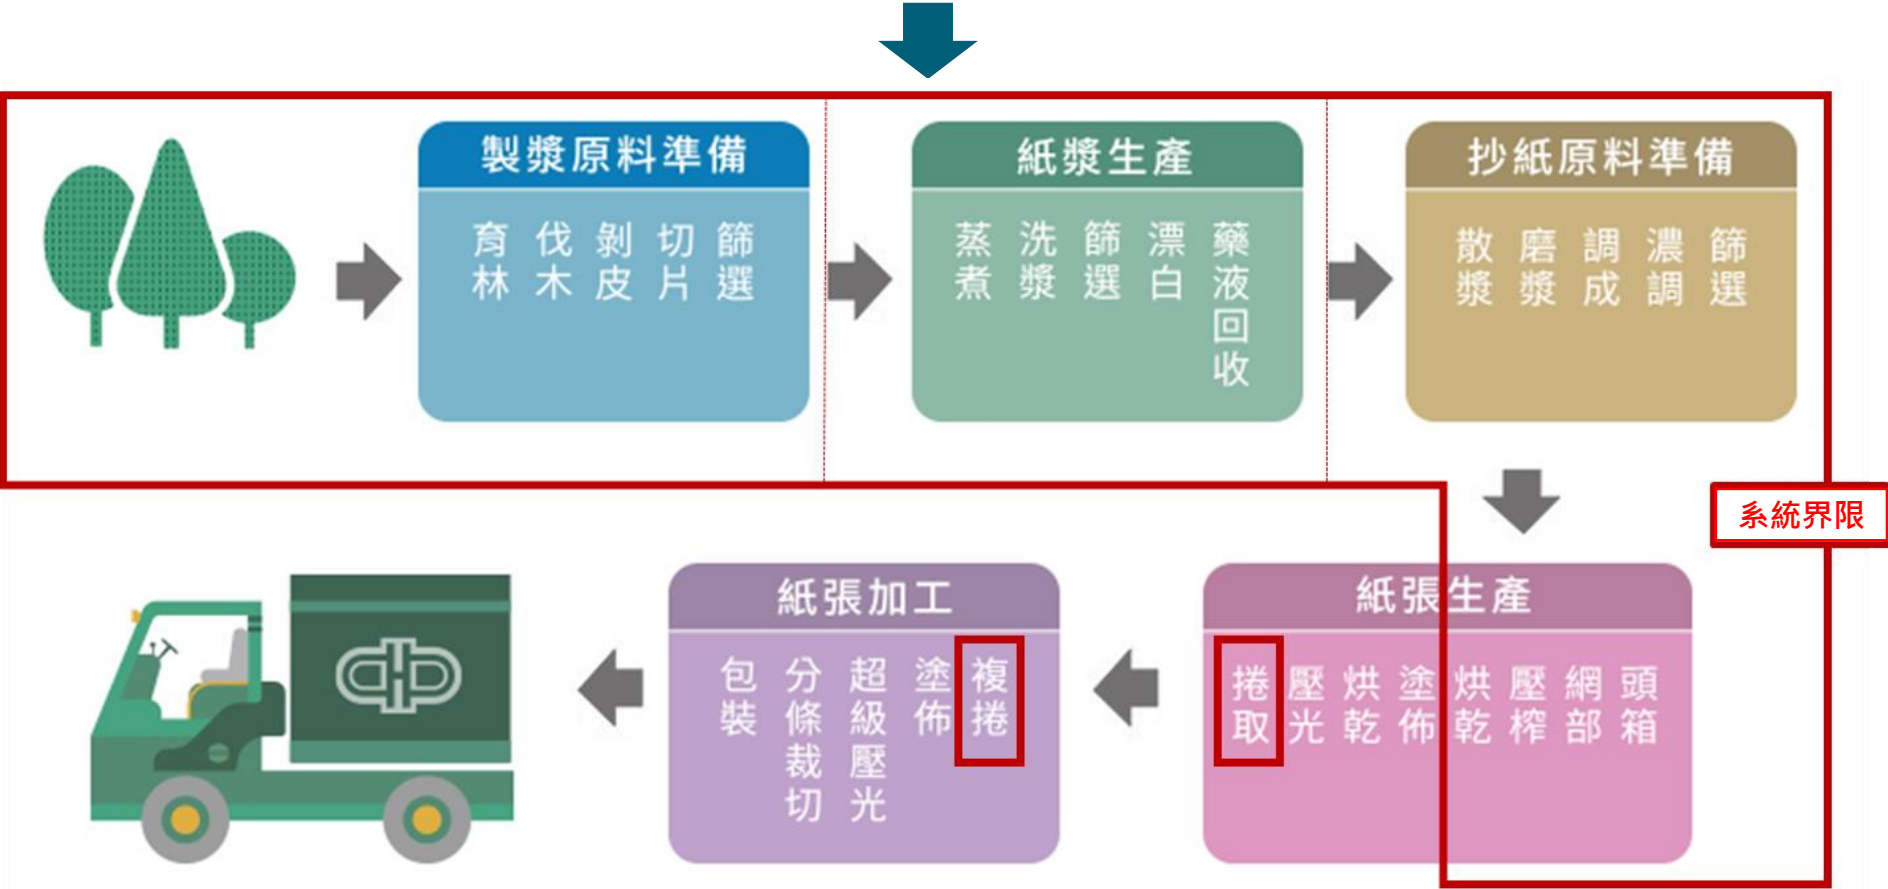 製漿原料準備
育林
伐木
剝皮
切片
篩選
紙漿生產
蒸煮
洗漿
篩選
漂白
藥液回收
抄紙原料準備
散漿
磨漿
調成
濃調
篩選
系統界限
紙張生產
頭箱
網部
壓榨
烘乾
塗佈
烘乾
壓光
捲取
紙張加工
複捲
塗佈
超級壓光
分條裁切
包裝